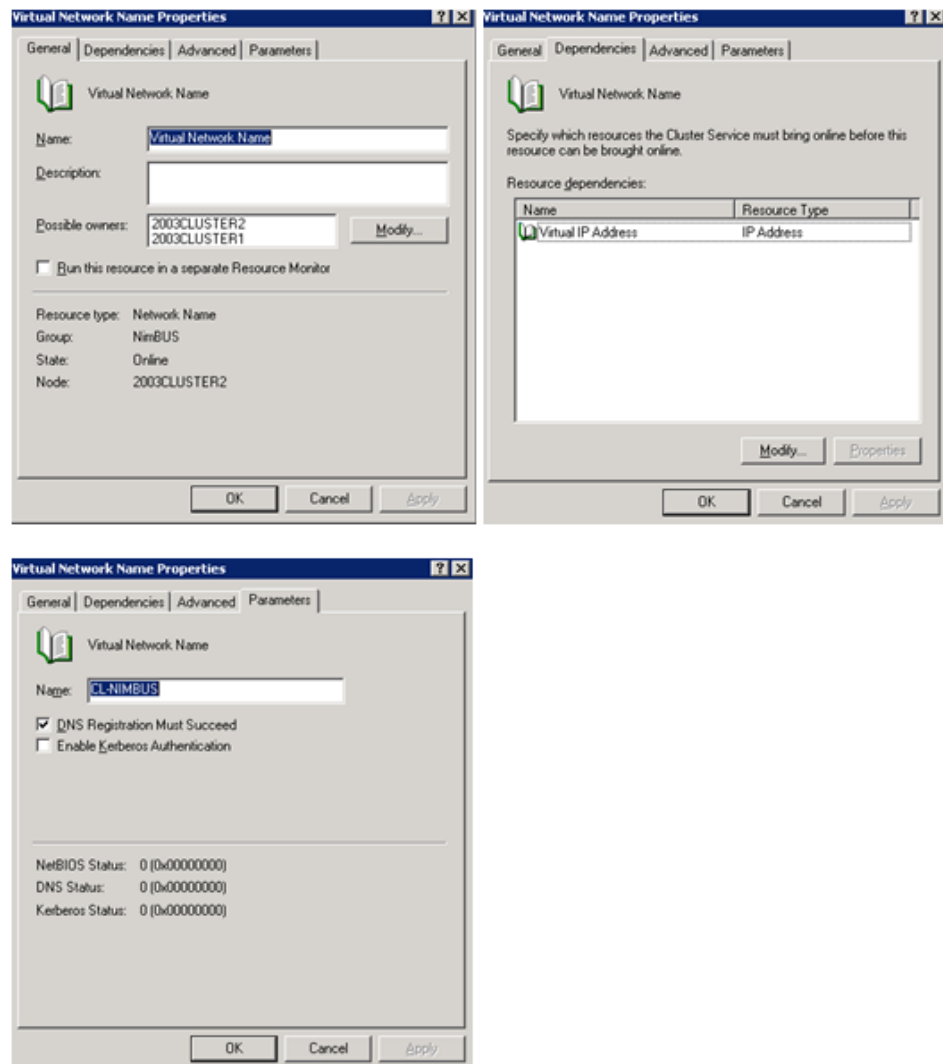 Virtual Network Name Properties
General Dependencies Advanced Parameters
Virtual Network Name
Name: Virtual Network Name
Description:
Possible owners: 2003CLUSTER2
2003CLUSTER1
Modify...
Run this resource in a separate Resource Monitor
Resource type: Network Name
Group: NimBUS
State: Online
Node: 2003CLUSTER2
OK Cancel Apply
Virtual Network Name Properties
General Dependencies Advanced Parameters
Virtual Network Name
Specify which resources the Cluster Service must bring online before this
resource can be brought online.
Resource dependencies:
Name Resource Type
Virtual IP Address IP Address
Modify... Properties
OK Cancel Apply
Virtual Network Name Properties
General Dependencies Advanced Parameters
Virtual Network Name
Name: CL-NIMBUS
DNS Registration Must Succeed
Enable Kerberos Authentication
NetBIOS Status: 0 (0x00000000)
DNS Status: 0 (0x00000000)
Kerberos Status: 0 (0x00000000)
OK Cancel Apply